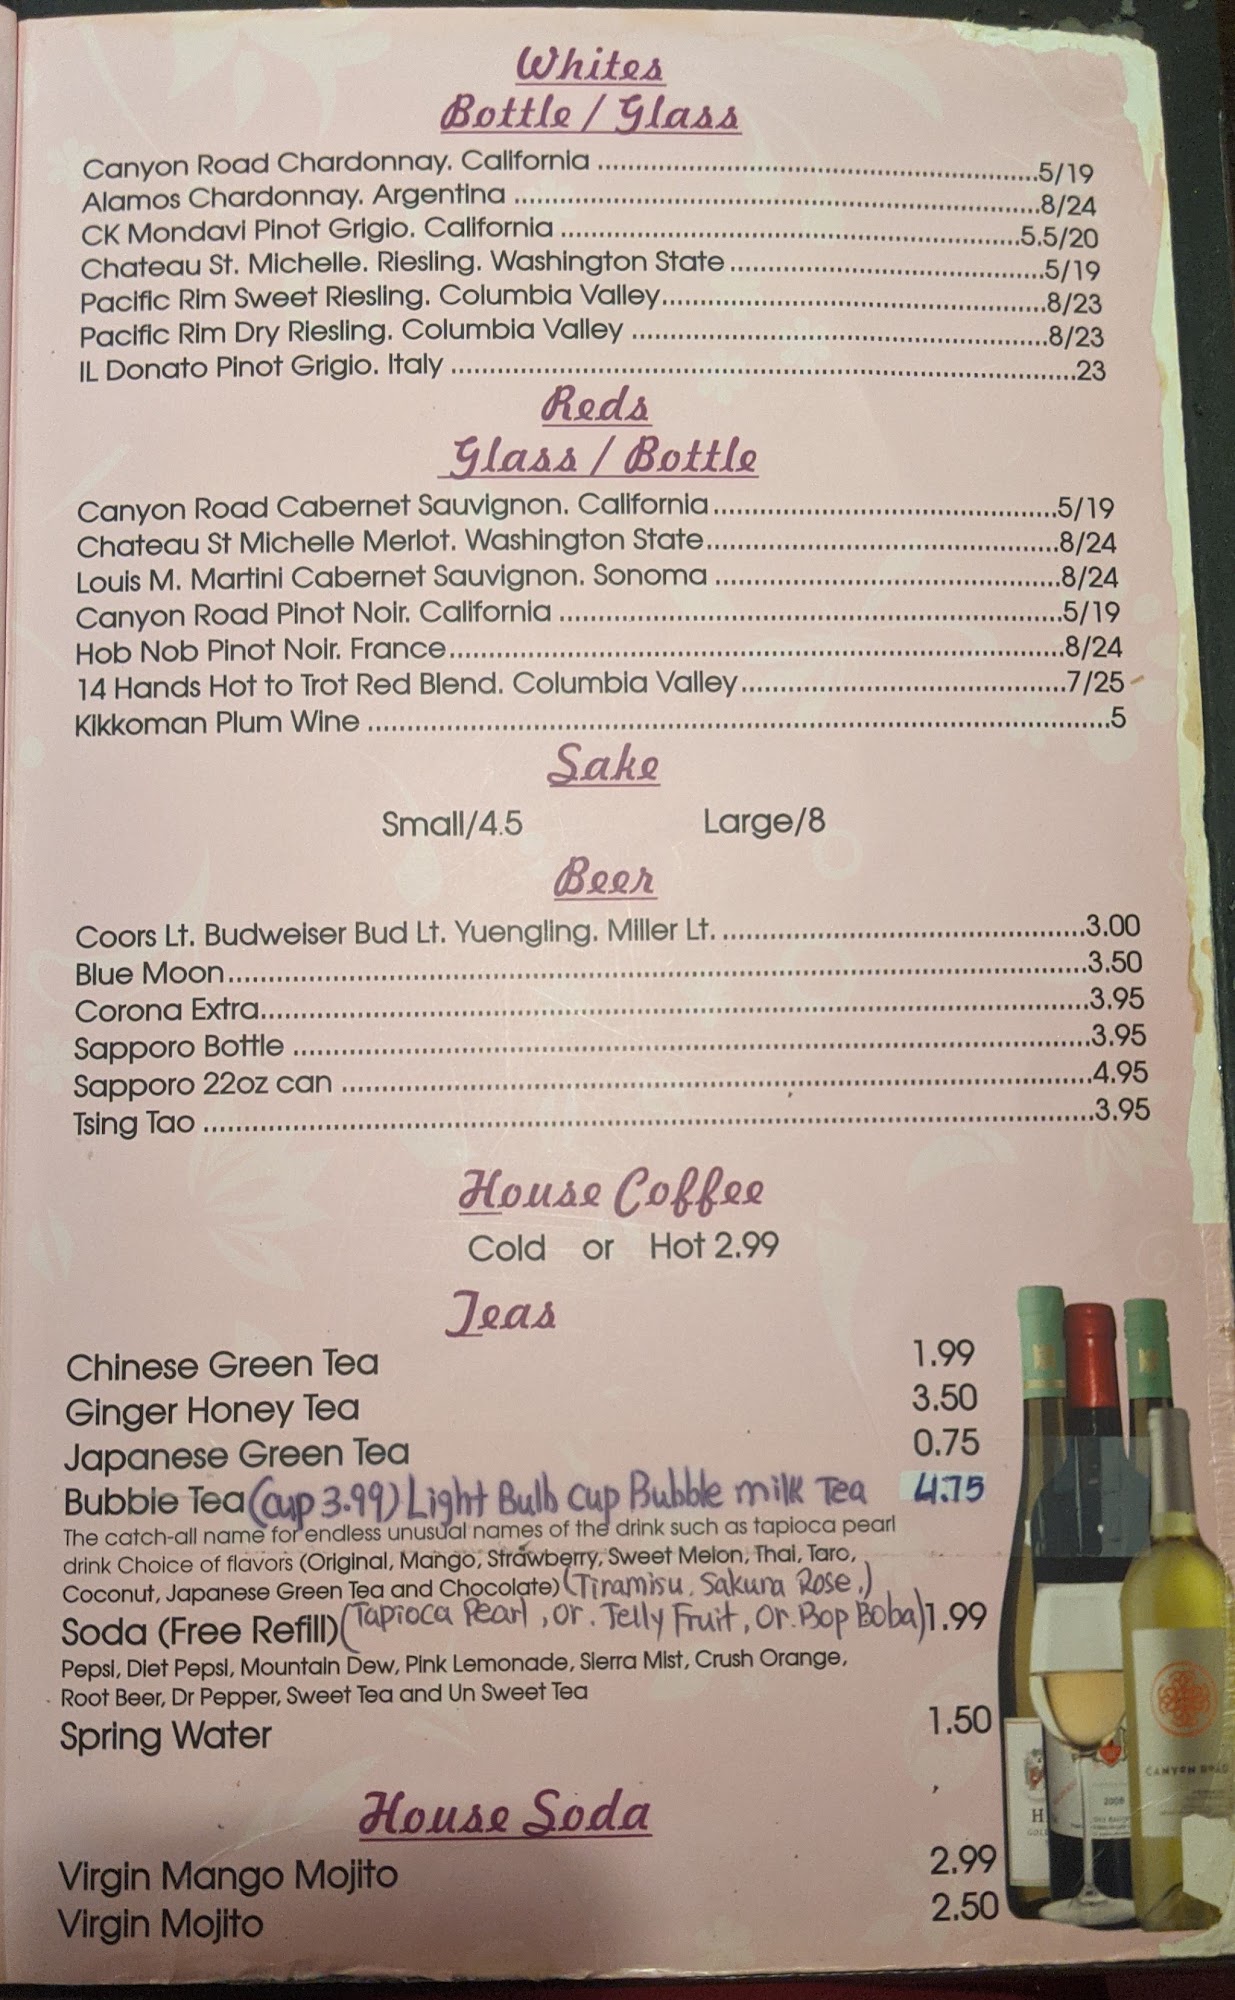 Whites
Bottle / Glass
Canyon Road Chardonnay. California ..........5/19
Alamos Chardonnay. Argentina ..........8/24
CK Mondavi Pinot Grigio. California ..........5.5/20
Chateau St. Michelle. Riesling. Washington State ..........5/19
Pacific Rim Sweet Riesling. Columbia Valley..........8/23
Pacific Rim Dry Riesling. Columbia Valley ..........8/23
IL Donato Pinot Grigio. Italy ..........23
Reds
Glass / Bottle
Canyon Road Cabernet Sauvignon. California..........5/19
Chateau St Michelle Merlot. Washington State..........8/24
Louis M. Martini Cabernet Sauvignon. Sonoma ..........8/24
Canyon Road Pinot Noir. California ..........5/19
Hob Nob Pinot Noir. France..........8/24
14 Hands Hot to Trot Red Blend. Columbia Valley..........7/25
Kikkoman Plum Wine ..........5
Sake
Small/4.5 Large/8
Beer
Coors Lt. Budweiser Bud Lt. Yuengling. Miller Lt. ..........3.00
Blue Moon..........3.50
Corona Extra..........3.95
Sapporo Bottle ..........3.95
Sapporo 22oz can ..........4.95
Tsing Tao ..........3.95
House Coffee
Cold or Hot 2.99
Teas
Chinese Green Tea 1.99
Ginger Honey Tea 3.50
Japanese Green Tea 0.75
Bubble Tea (cup 3.99) Light Bulb cup Bubble milk Tea 4.75
The catch-all name for endless unusual names of the drink such as tapioca pearl
drink Choice of flavors (Original, Mango, Strawberry, Sweet Melon, Thai, Taro,
Coconut, Japanese Green Tea and Chocolate) (Tiramisu, Sakura Rose,)
Soda (Free Refill) (Tapioca Pearl, or. Jelly Fruit, Or. Bop Boba) 1.99
Pepsi, Diet Pepsi, Mountain Dew, Pink Lemonade, Sierra Mist, Crush Orange,
Root Beer, Dr Pepper, Sweet Tea and Un Sweet Tea
Spring Water 1.50
House Soda
Virgin Mango Mojito 2.99
Virgin Mojito 2.50
CANYON ROAD
2008